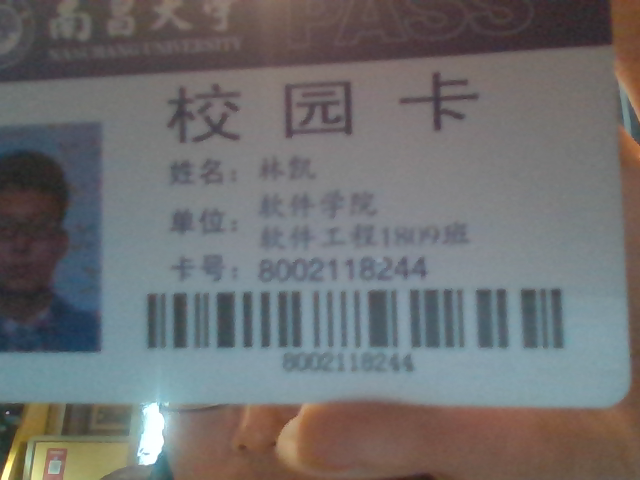 南昌大学
NANCHANG UNIVERSITY
PASS
校园卡
姓名：林凯
单位：软件学院
软件工程1809班
卡号：8002118244
8002118244